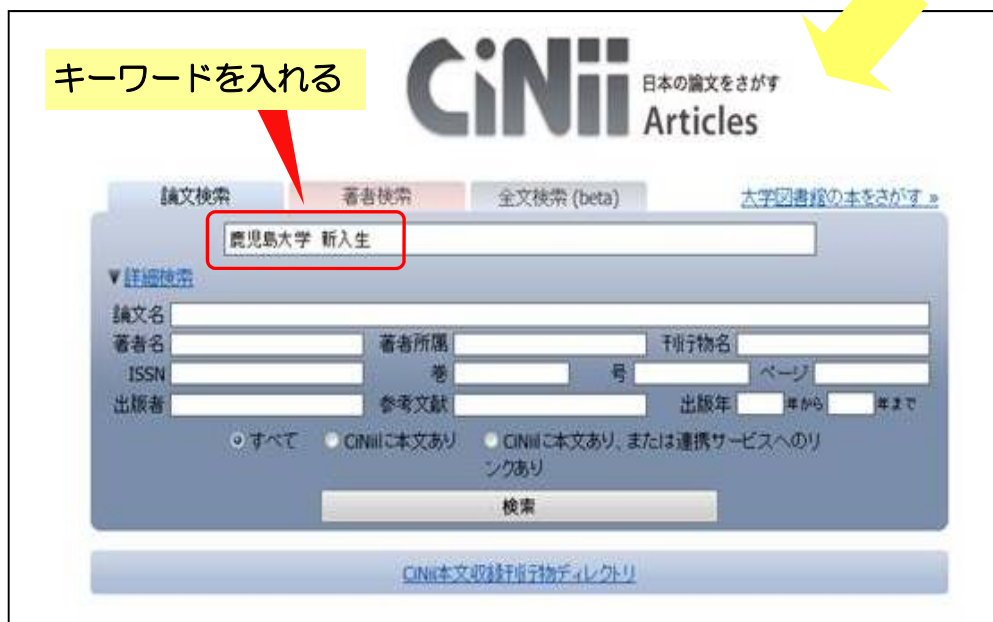 キーワードを入れる
CiNii 日本の論文をさがす
Articles
論文検索 著者検索 全文検索 (beta) 大学図書館の本をさがす »
鹿児島大学 新入生
▼詳細検索
論文名
著者名 著者所属 刊行物名
ISSN 巻 号 ページ
出版者 参考文献 出版年 年から 年まで
すべて CiNiiに本文あり CiNiiに本文あり、または連携サービスへのリ
ンクあり
検索
CiNii本文収録刊行物ディレクトリ